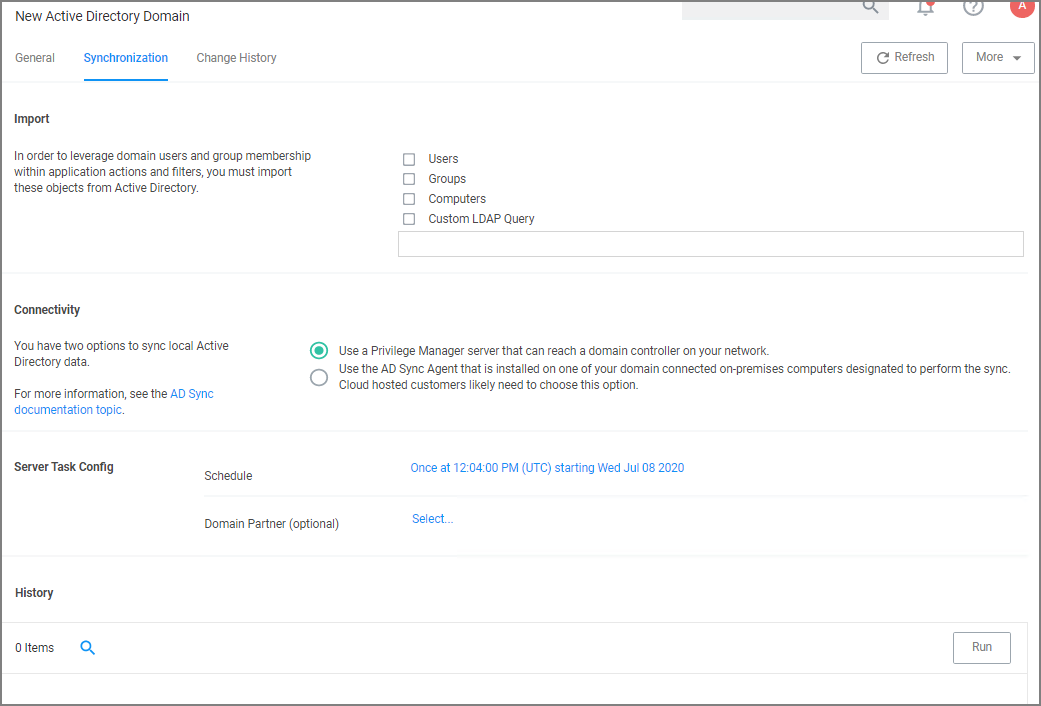 New Active Directory Domain
A
General
Synchronization
Change History
Refresh
More
Import
In order to leverage domain users and group membership
within application actions and filters, you must import
these objects from Active Directory.
Users
Groups
Computers
Custom LDAP Query
Connectivity
You have two options to sync local Active
Directory data.
For more information, see the AD Sync
documentation topic.
Use a Privilege Manager server that can reach a domain controller on your network.
Use the AD Sync Agent that is installed on one of your domain connected on-premises computers designated to perform the sync.
Cloud hosted customers likely need to choose this option.
Server Task Config
Schedule
Once at 12:04:00 PM (UTC) starting Wed Jul 08 2020
Domain Partner (optional)
Select...
History
0 Items
Run